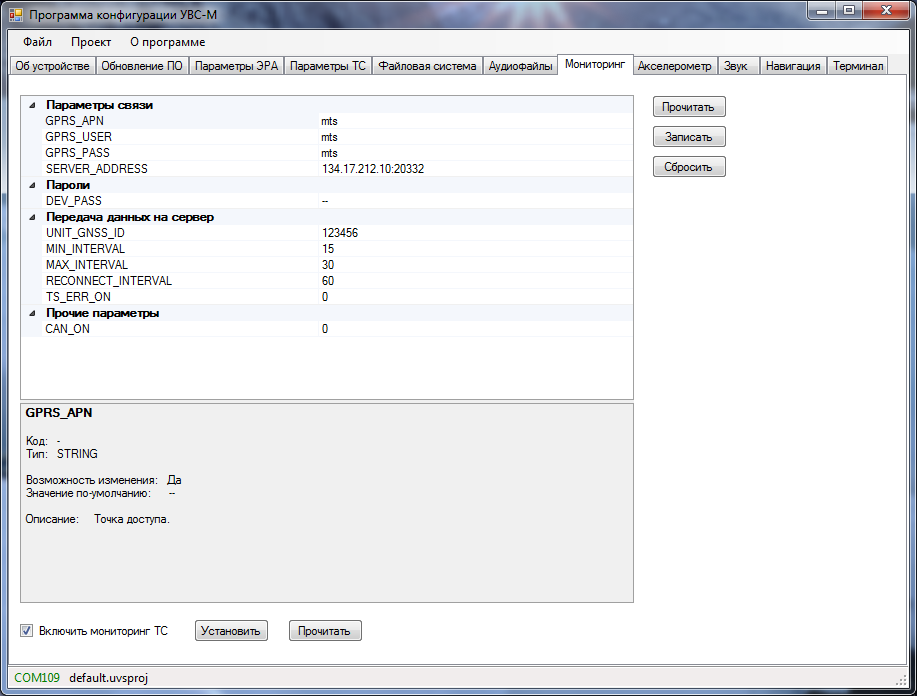 Программа конфигурации УВС-М
Файл Проект О программе
Об устройстве Обновление ПО Параметры ЭРА Параметры ТС Файловая система Аудиофайлы Мониторинг Акселерометр Звук Навигация Терминал
Параметры связи
GPRS_APN mts
GPRS_USER mts
GPRS_PASS mts
SERVER_ADDRESS 134.17.212.10:20332
Пароли
DEV_PASS --
Передача данных на сервер
UNIT_GNSS_ID 123456
MIN_INTERVAL 15
MAX_INTERVAL 30
RECONNECT_INTERVAL 60
TS_ERR_ON 0
Прочие параметры
CAN_ON 0
Прочитать
Записать
Сбросить
GPRS_APN
Код: -
Тип: STRING
Возможность изменения: Да
Значение по-умолчанию: --
Описание: Точка доступа.
Включить мониторинг ТС Установить Прочитать
COM109 default.uvsproj